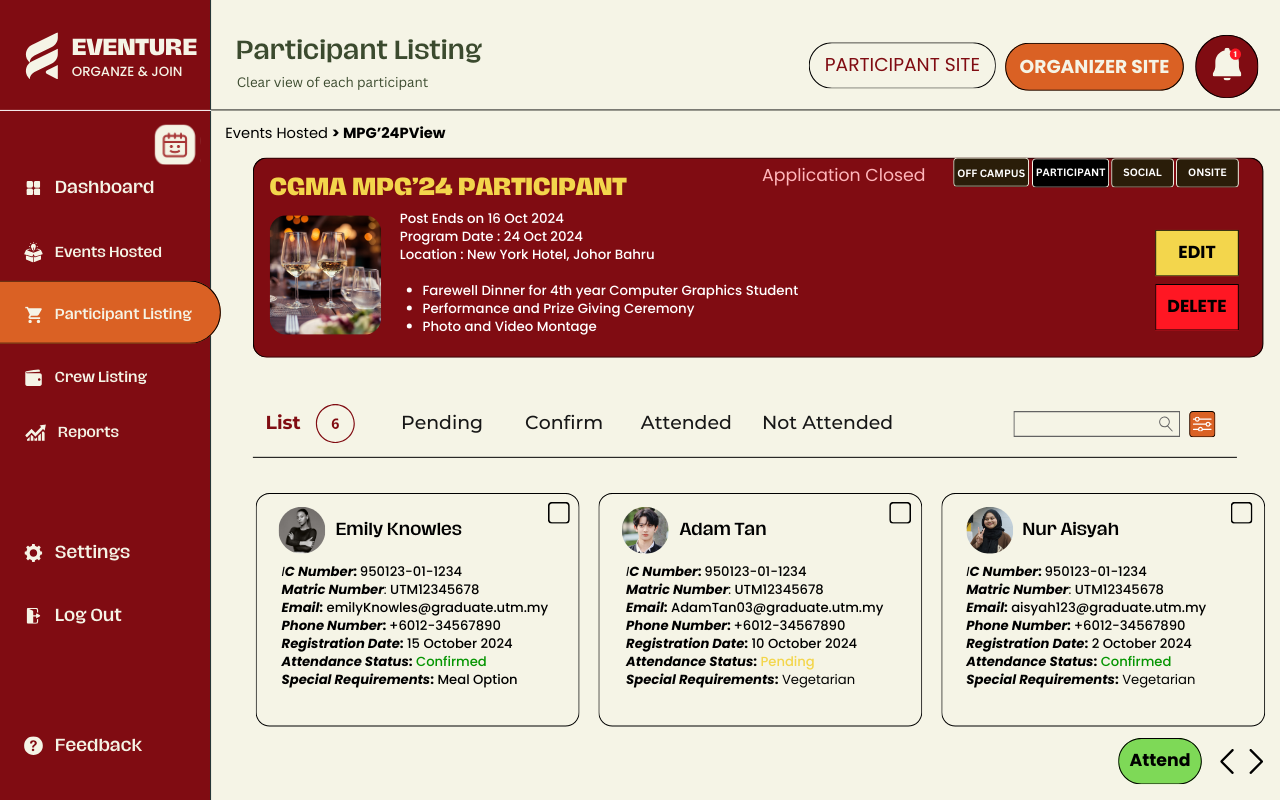 EVENTURE
ORGANZE & JOIN
Participant Listing
Clear view of each participant
PARTICIPANT SITE
ORGANIZER SITE
1
Events Hosted > MPG’24PView
Dashboard
Events Hosted
Participant Listing
Crew Listing
Reports
Settings
Log Out
Feedback
CGMA MPG’24 PARTICIPANT
Application Closed
OFF CAMPUS
PARTICIPANT
SOCIAL
ONSITE
Post Ends on 16 Oct 2024
Program Date : 24 Oct 2024
Location : New York Hotel, Johor Bahru
• Farewell Dinner for 4th year Computer Graphics Student
• Performance and Prize Giving Ceremony
• Photo and Video Montage
EDIT
DELETE
List 6 Pending Confirm Attended Not Attended
Emily Knowles
IC Number: 950123-01-1234
Matric Number: UTM12345678
Email: emilyKnowles@graduate.utm.my
Phone Number: +6012-34567890
Registration Date: 15 October 2024
Attendance Status: Confirmed
Special Requirements: Meal Option
Adam Tan
IC Number: 950123-01-1234
Matric Number: UTM12345678
Email: AdamTan03@graduate.utm.my
Phone Number: +6012-34567890
Registration Date: 10 October 2024
Attendance Status: Pending
Special Requirements: Vegetarian
Nur Aisyah
IC Number: 950123-01-1234
Matric Number: UTM12345678
Email: aisyah123@graduate.utm.my
Phone Number: +6012-34567890
Registration Date: 2 October 2024
Attendance Status: Confirmed
Special Requirements: Vegetarian
Attend